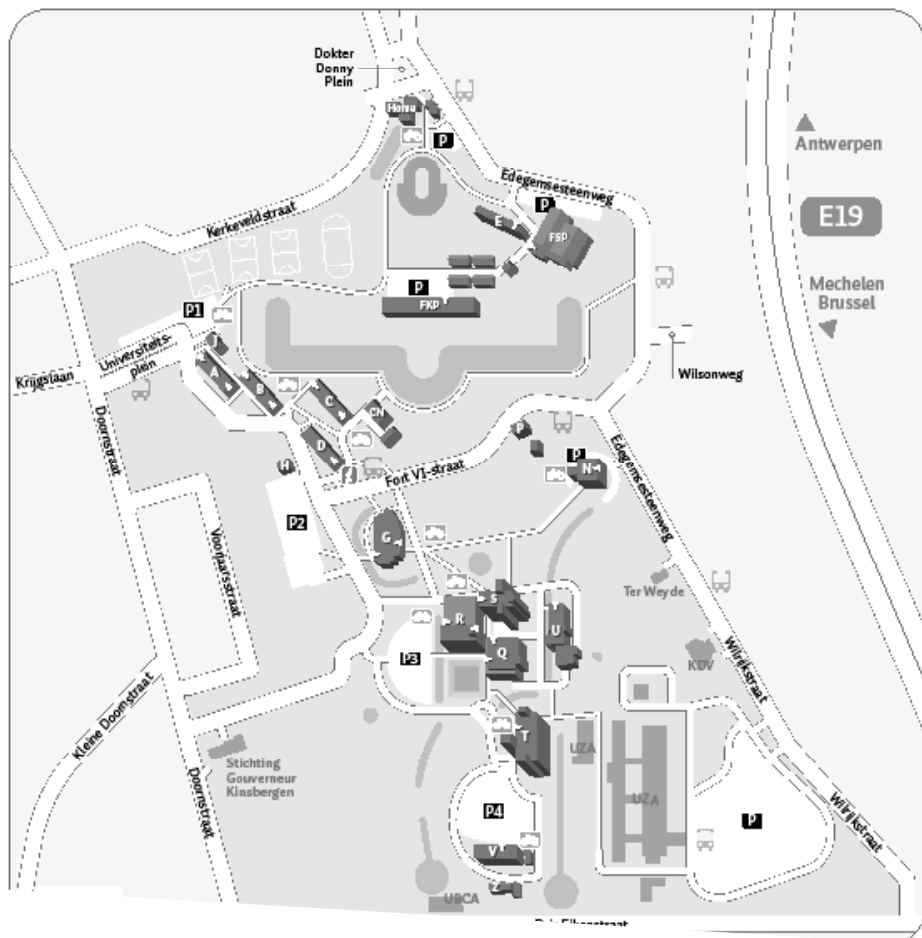 Dokter
Donny
Plein
Home
P
Antwerpen
E19
Mechelen
Brussel
Edegemsesteenweg
P
E
FSP
Kerkeveldstraat
P
FKP
P1
Universiteits-
plein
Krijgslaan
Wilsonweg
A
B
C
CN
D
H
Doornstraat
Fort VI-straat
P
P
N
Edegemsesteenweg
P2
G
Voorjaarsstraat
Ter Weyde
S
R
U
Q
P3
KDV
Wilrijkstraat
Kleine Doornstraat
T
UZA
Stichting
Gouverneur
Kinsbergen
Doornstraat
UZA
P4
P
Wilrijkstraat
V
Z
UBCA